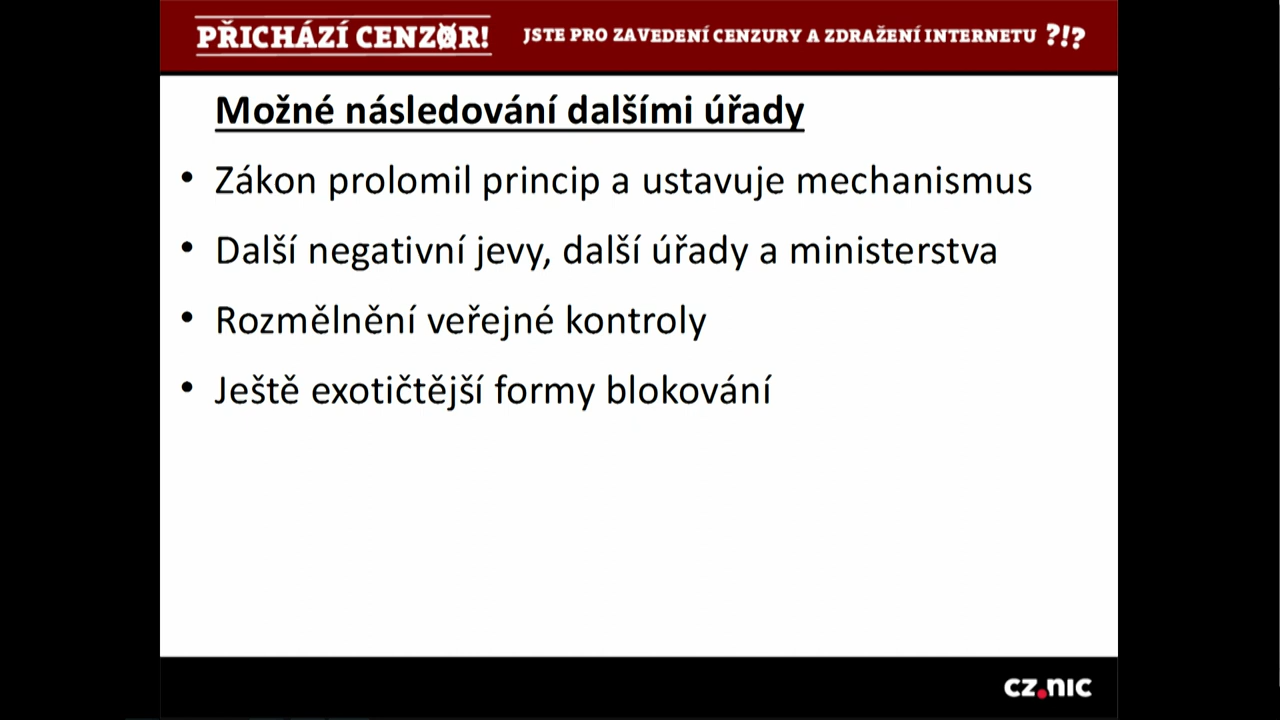 PŘICHÁZÍ CENZOR!
JSTE PRO ZAVEDENÍ CENZURY A ZDRAŽENÍ INTERNETU ?!?
Možné následování dalšími úřady
• Zákon prolomil princip a ustavuje mechanismus
• Další negativní jevy, další úřady a ministerstva
• Rozmělnění veřejné kontroly
• Ještě exotičtější formy blokování
cz.nic